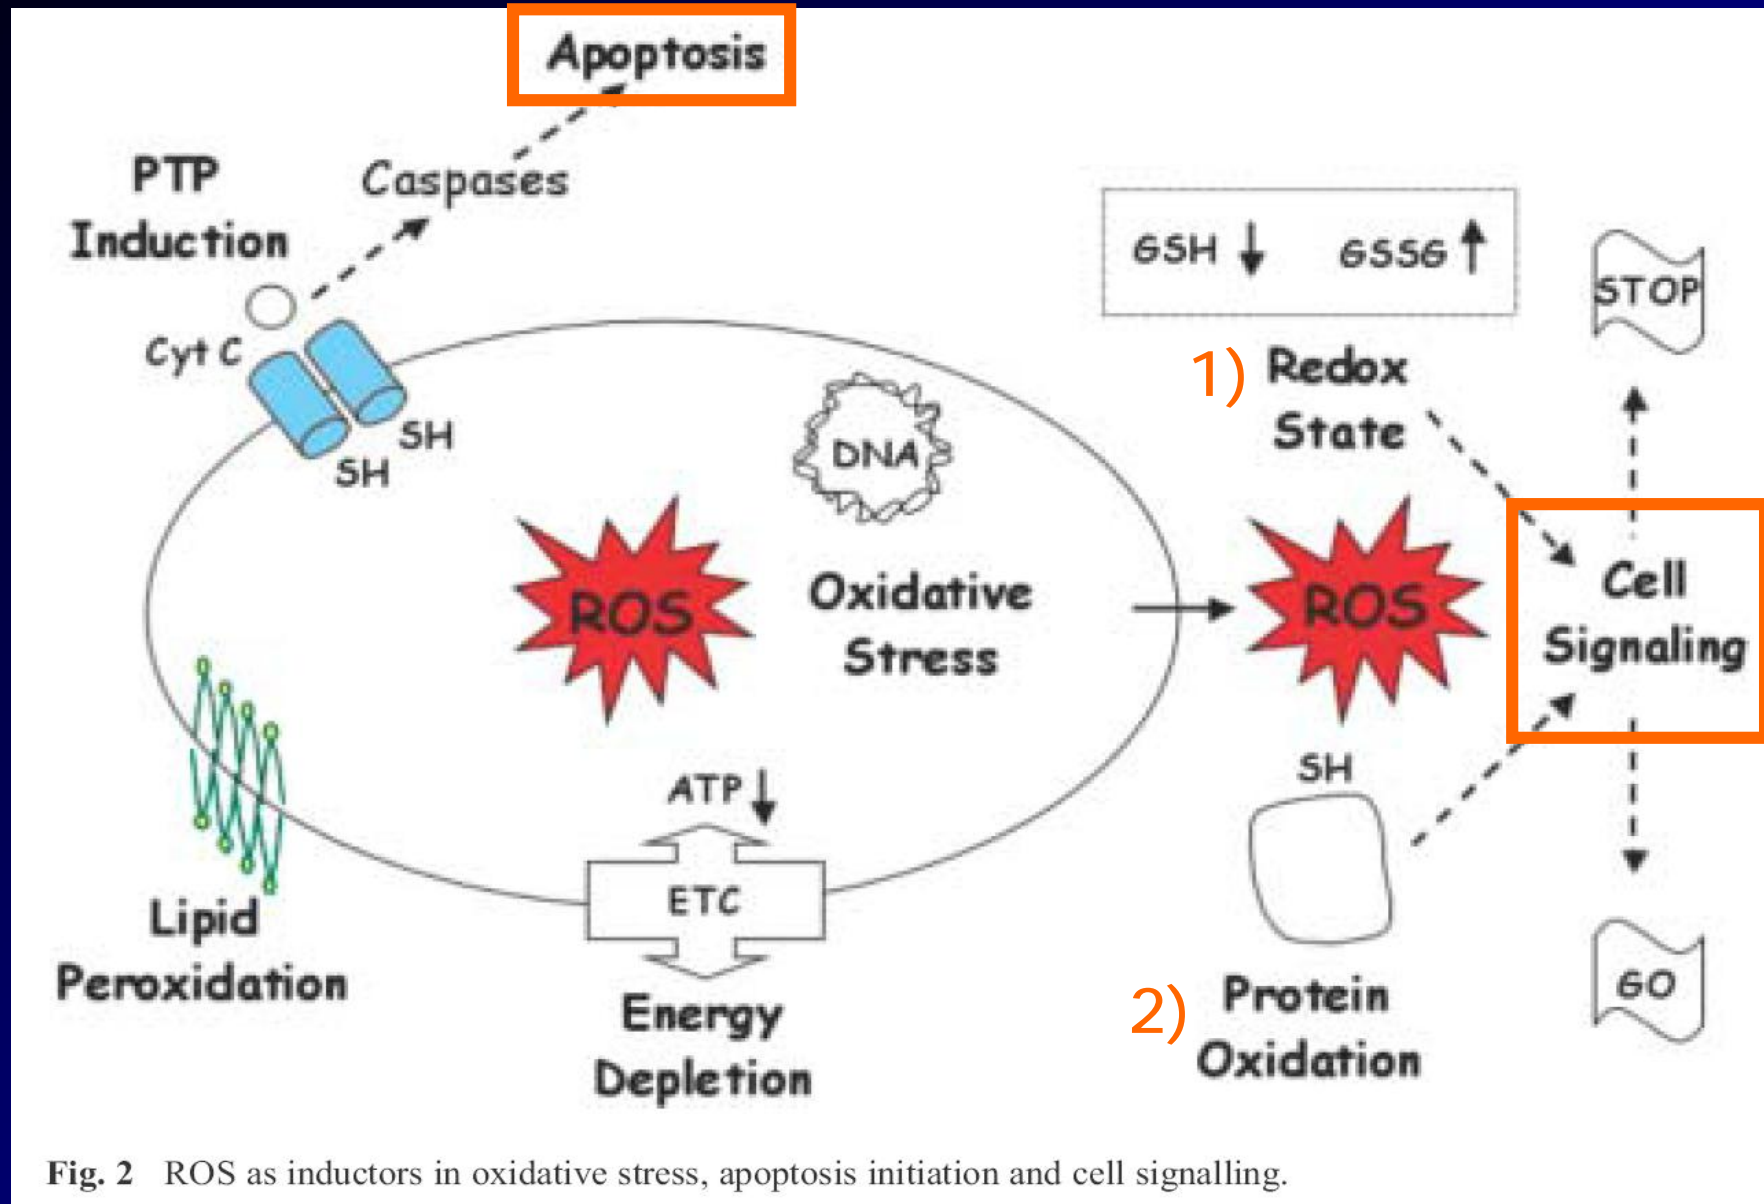 Apoptosis
PTP
Induction
Caspases
Cyt C
SH
SH
DNA
ROS
Oxidative
Stress
ATP ↓
ETC
Energy
Depletion
Lipid
Peroxidation
GSH ↓ GSSG ↑
1) Redox
State
STOP
ROS
Cell
Signaling
SH
2) Protein
Oxidation
GO
Fig. 2 ROS as inductors in oxidative stress, apoptosis initiation and cell signalling.